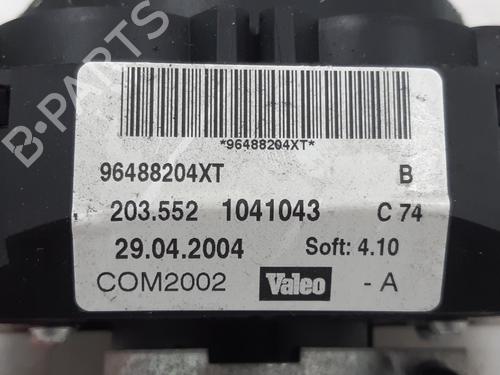 B-PARTS
*96488204XT*
96488204XT B
203.552 1041043 C 74
29.04.2004 Soft: 4.10
COM2002 Valeo - A